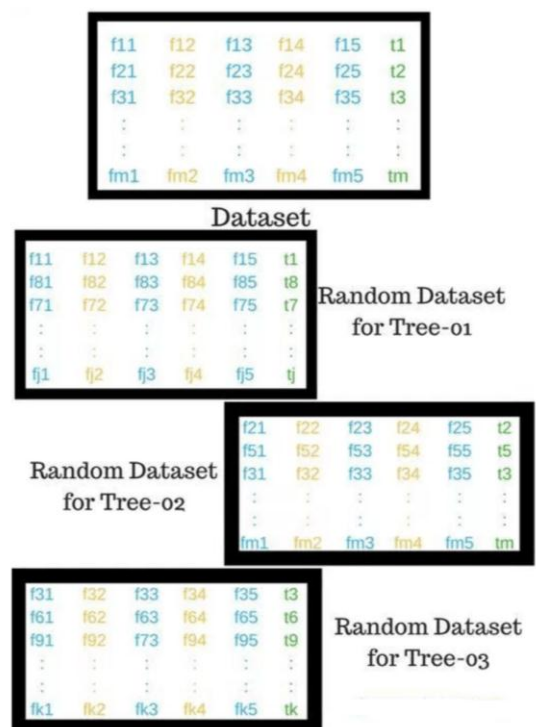 f11 f12 f13 f14 f15 t1
f21 f22 f23 f24 f25 t2
f31 f32 f33 f34 f35 t3
: : : : : :
: : : : : :
fm1 fm2 fm3 fm4 fm5 tm
Dataset
f11 f12 f13 f14 f15 t1
f81 f82 f83 f84 f85 t8
f71 f72 f73 f74 f75 t7
: : : : : :
: : : : : :
fj1 fj2 fj3 fj4 fj5 tj
Random Dataset
for Tree-01
f21 f22 f23 f24 f25 t2
f51 f52 f53 f54 f55 t5
f31 f32 f33 f34 f35 t3
: : : : : :
: : : : : :
fm1 fm2 fm3 fm4 fm5 tm
Random Dataset
for Tree-02
f31 f32 f33 f34 f35 t3
f61 f62 f63 f64 f65 t6
f91 f92 f73 f94 f95 t9
: : : : : :
: : : : : :
fk1 fk2 fk3 fk4 fk5 tk
Random Dataset
for Tree-03